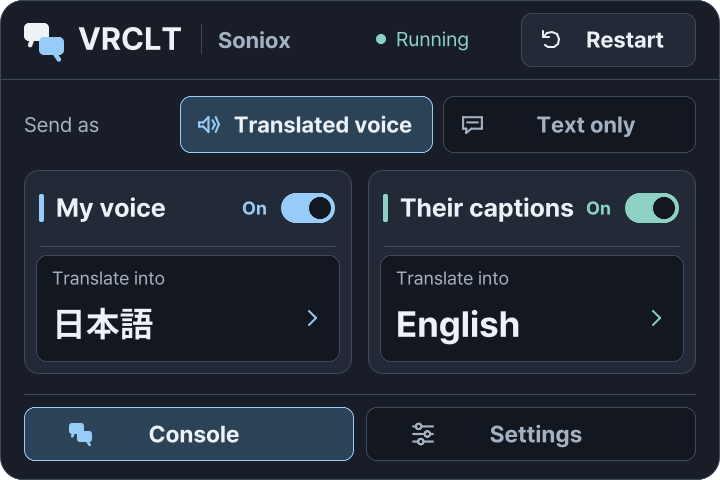 VRCLT Soniox Running Restart
Send as Translated voice Text only
My voice On
Translate into
日本語
Their captions On
Translate into
English
Console Settings